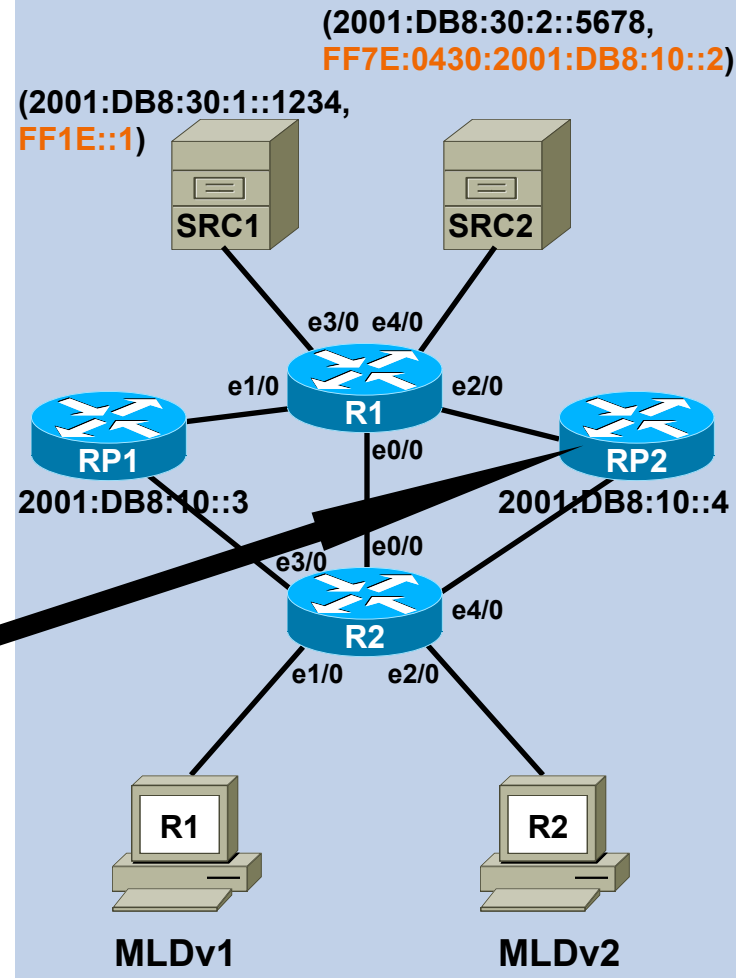 (2001:DB8:30:2::5678,
FF7E:0430:2001:DB8:10::2)
(2001:DB8:30:1::1234,
FF1E::1)
SRC1
SRC2
e3/0 e4/0
e1/0
e2/0
R1
e0/0
RP1
RP2
2001:DB8:10::3
2001:DB8:10::4
e3/0
e0/0
e4/0
R2
e1/0
e2/0
R1
R2
MLDv1
MLDv2